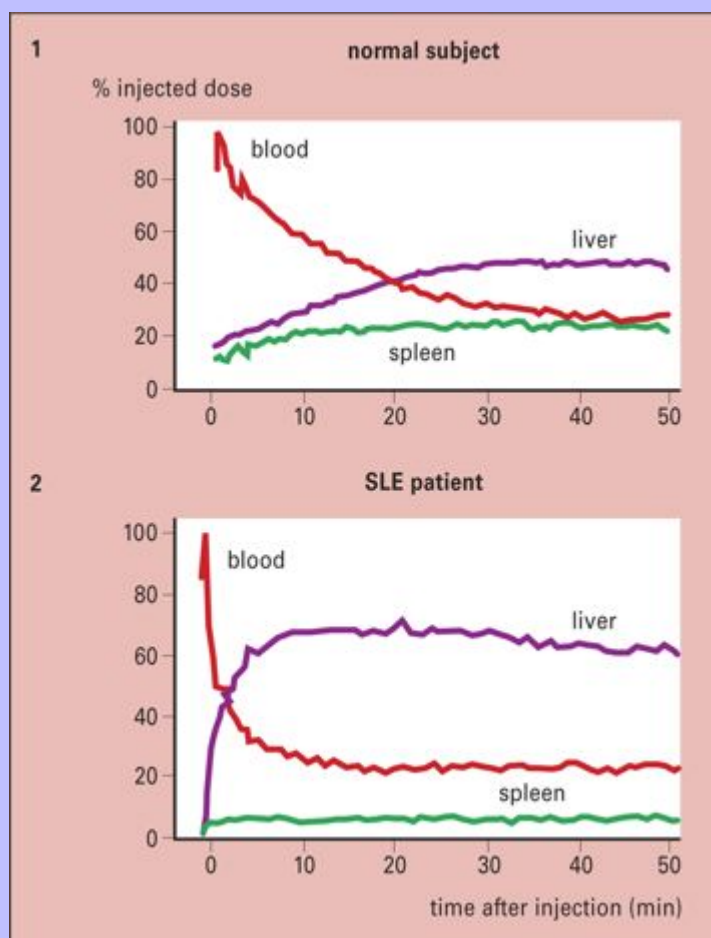 1
normal subject
% injected dose
100
80
60
40
20
0
blood
liver
spleen
0 10 20 30 40 50
2
SLE patient
100
80
60
40
20
0
blood
liver
spleen
0 10 20 30 40 50
time after injection (min)